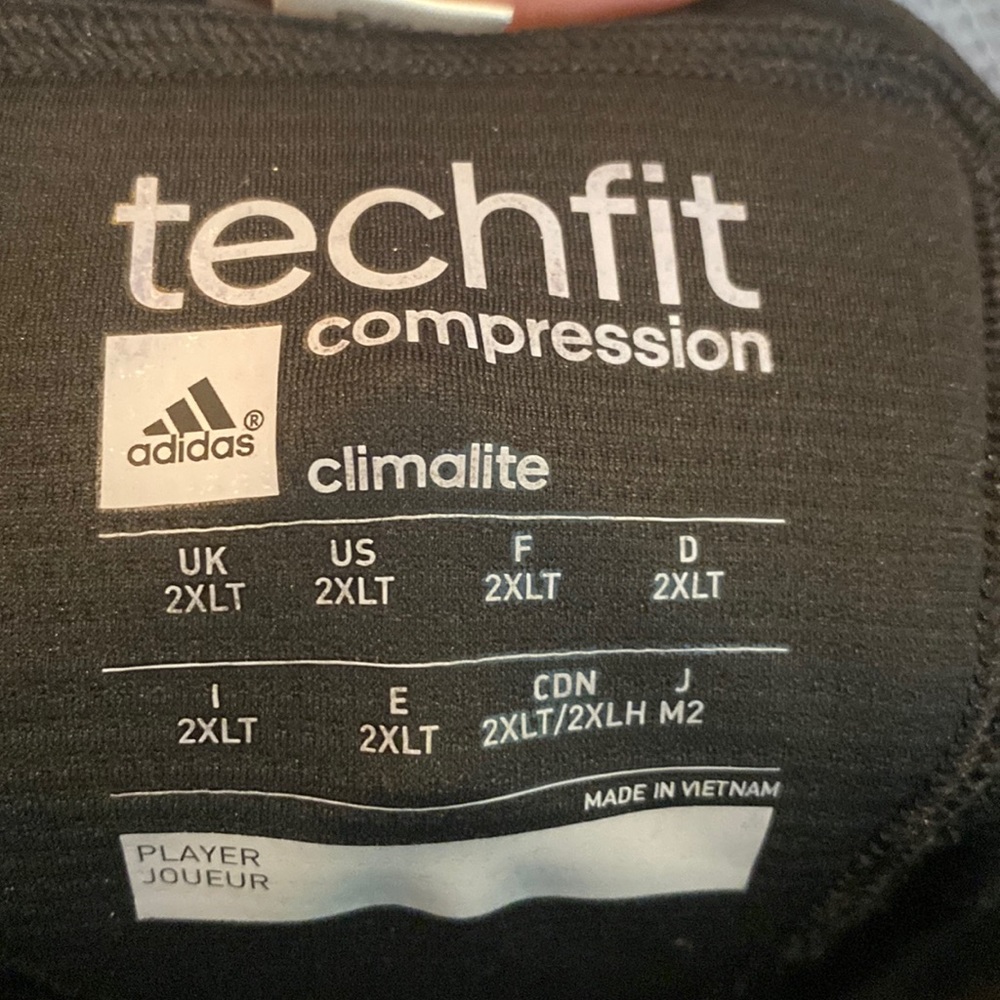 techfit
compression
adidas®
climalite
UK US F D
2XLT 2XLT 2XLT 2XLT
I E CDN J
2XLT 2XLT 2XLT/2XLH M2
MADE IN VIETNAM
PLAYER
JOUEUR